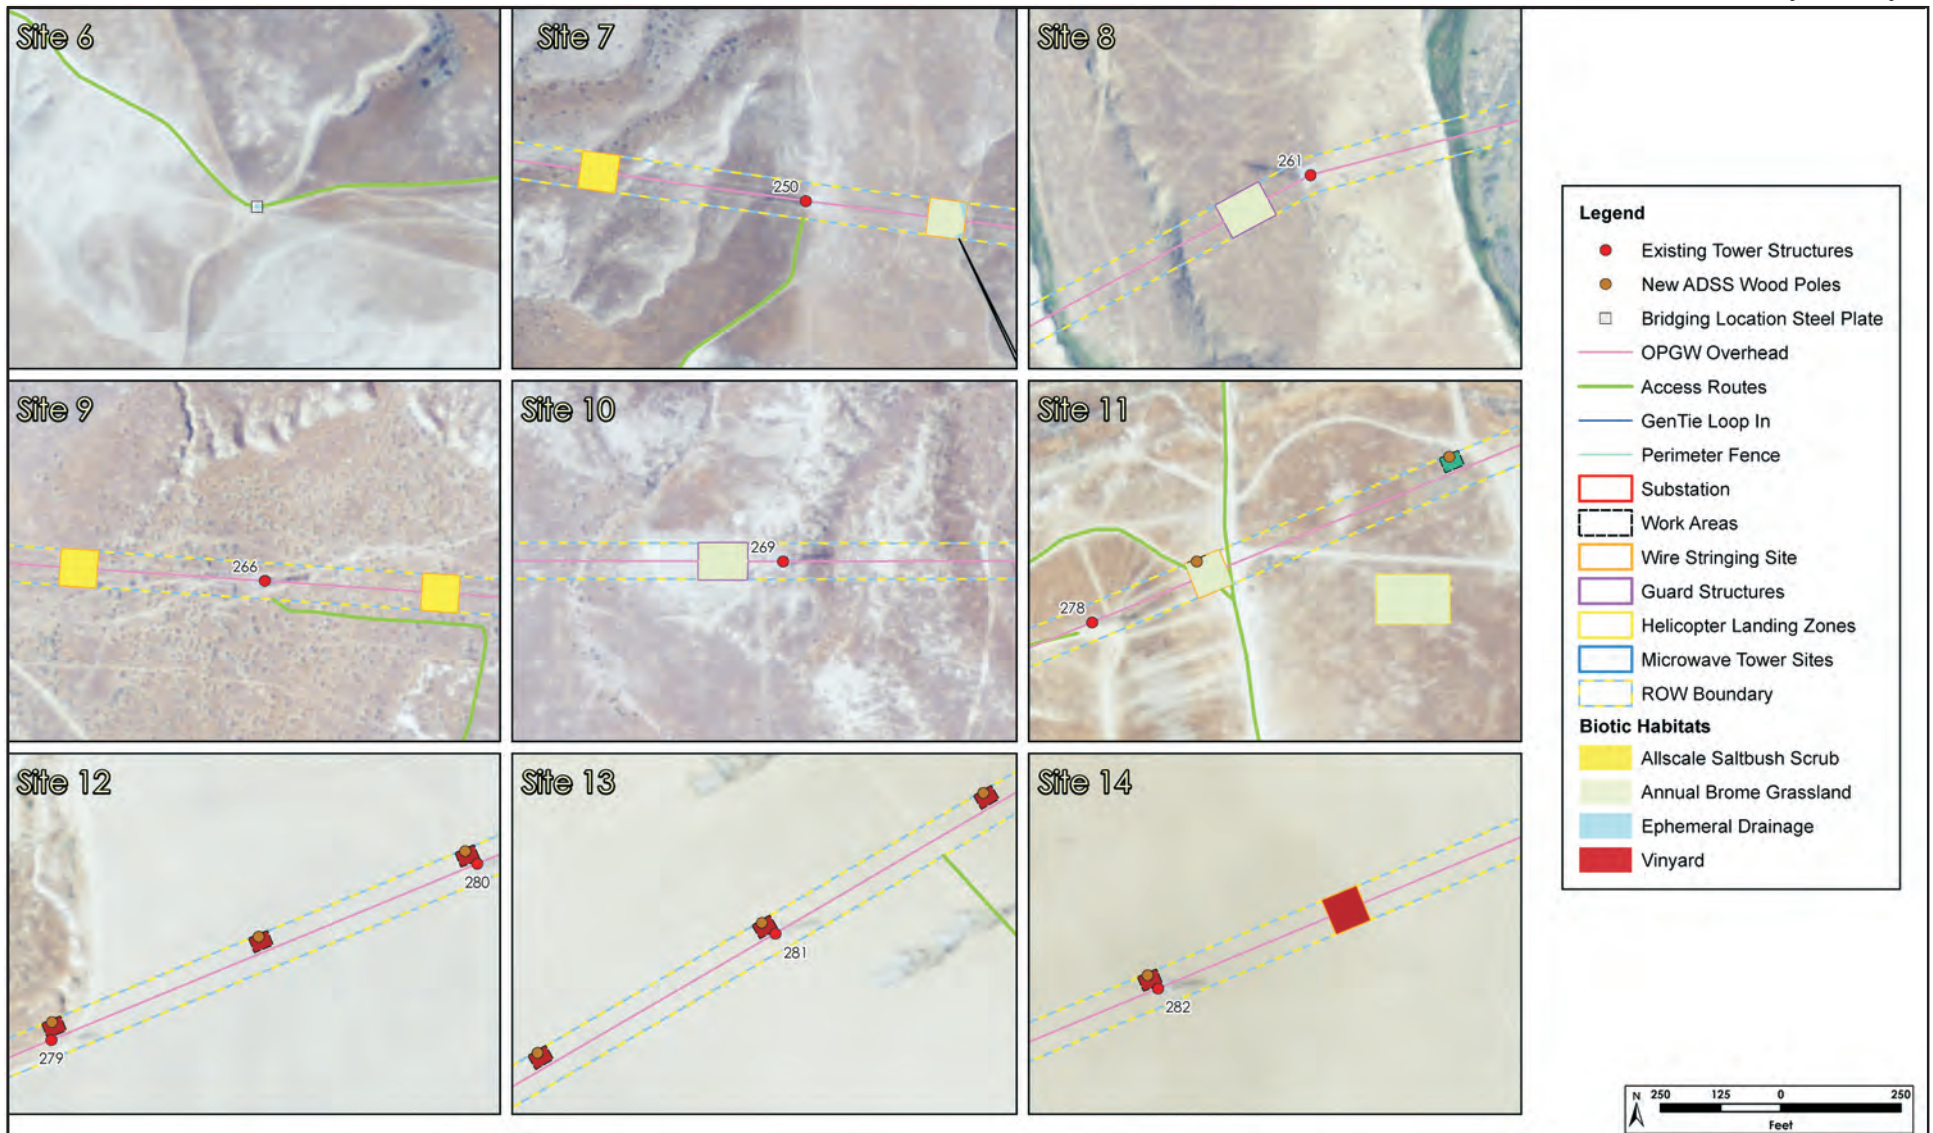 Site 6
Site 7
250
Site 8
261
Site 9
266
Site 10
269
Site 11
278
Site 12
279
280
Site 13
281
Site 14
282
Legend
Existing Tower Structures
New ADSS Wood Poles
Bridging Location Steel Plate
OPGW Overhead
Access Routes
GenTie Loop In
Perimeter Fence
Substation
Work Areas
Wire Stringing Site
Guard Structures
Helicopter Landing Zones
Microwave Tower Sites
ROW Boundary
Biotic Habitats
Allscale Saltbush Scrub
Annual Brome Grassland
Ephemeral Drainage
Vinyard
N 250 125 0 250
Feet